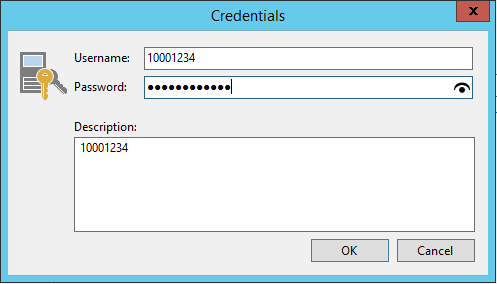 Credentials
Username: 10001234
Password: ●●●●●●●●●●●●
Description:
10001234
OK Cancel